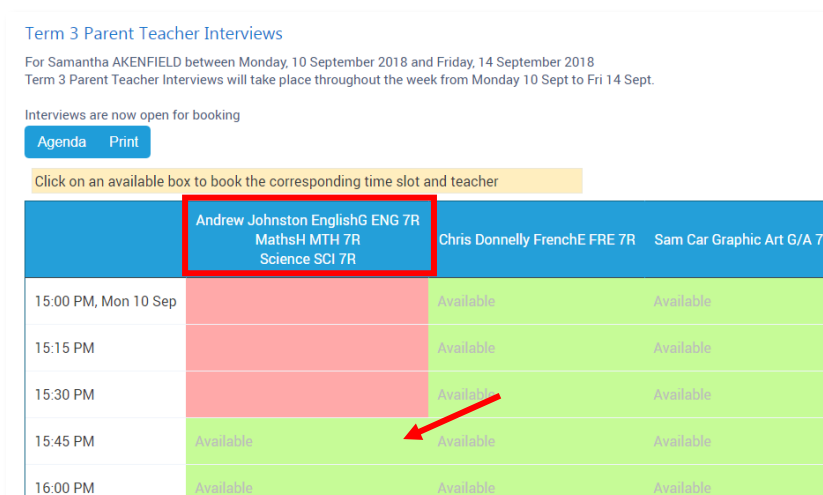 Term 3 Parent Teacher Interviews
For Samantha AKENFIELD between Monday, 10 September 2018 and Friday, 14 September 2018
Term 3 Parent Teacher Interviews will take place throughout the week from Monday 10 Sept to Fri 14 Sept.
Interviews are now open for booking
Agenda Print
Click on an available box to book the corresponding time slot and teacher
Andrew Johnston EnglishG ENG 7R
MathsH MTH 7R
Science SCI 7R
Chris Donnelly FrenchE FRE 7R
Sam Car Graphic Art G/A 7
15:00 PM, Mon 10 Sep Available Available
15:15 PM Available Available
15:30 PM Available Available
15:45 PM Available Available Available
16:00 PM Available Available Available